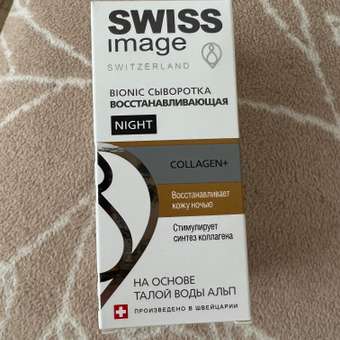 SWISS
image
SWITZERLAND
BIONIC СЫВОРОТКА
ВОССТАНАВЛИВАЮЩАЯ
NIGHT
COLLAGEN+
Восстанавливает
кожу ночью
Стимулирует
синтез коллагена
НА ОСНОВЕ
ТАЛОЙ ВОДЫ АЛЬП
ПРОИЗВЕДЕНО В ШВЕЙЦАРИИ